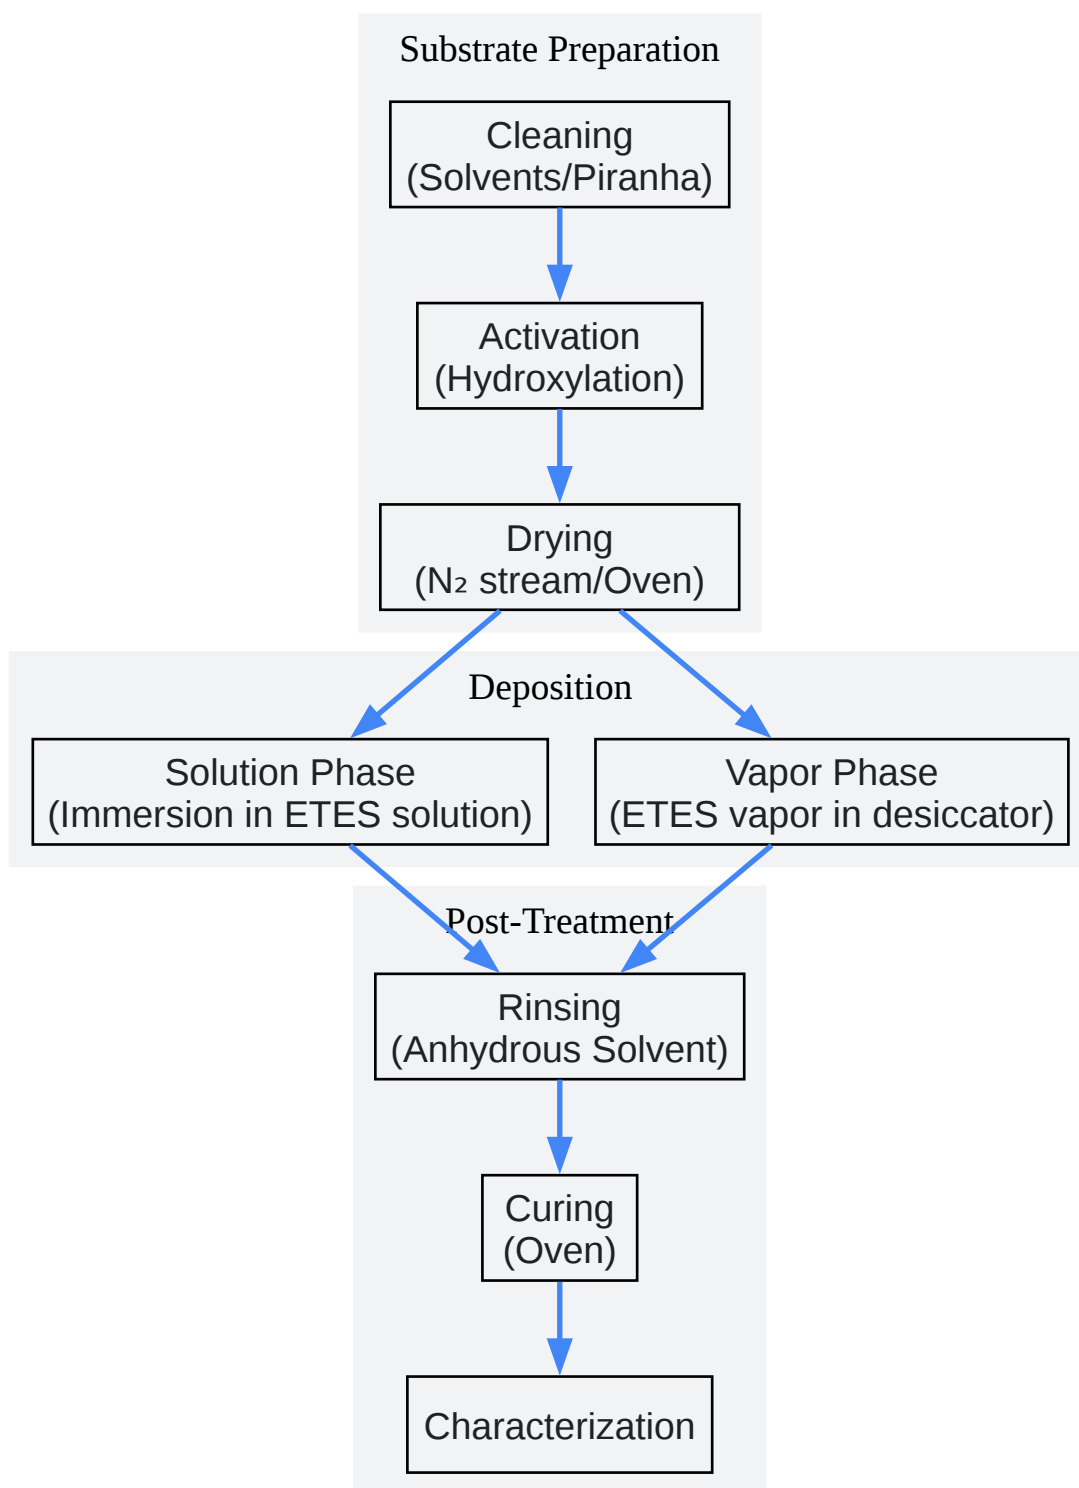 Substrate Preparation
Cleaning
(Solvents/Piranha)
Activation
(Hydroxylation)
Drying
(N₂ stream/Oven)
Deposition
Solution Phase
(Immersion in ETES solution)
Vapor Phase
(ETES vapor in desiccator)
Post-Treatment
Rinsing
(Anhydrous Solvent)
Curing
(Oven)
Characterization